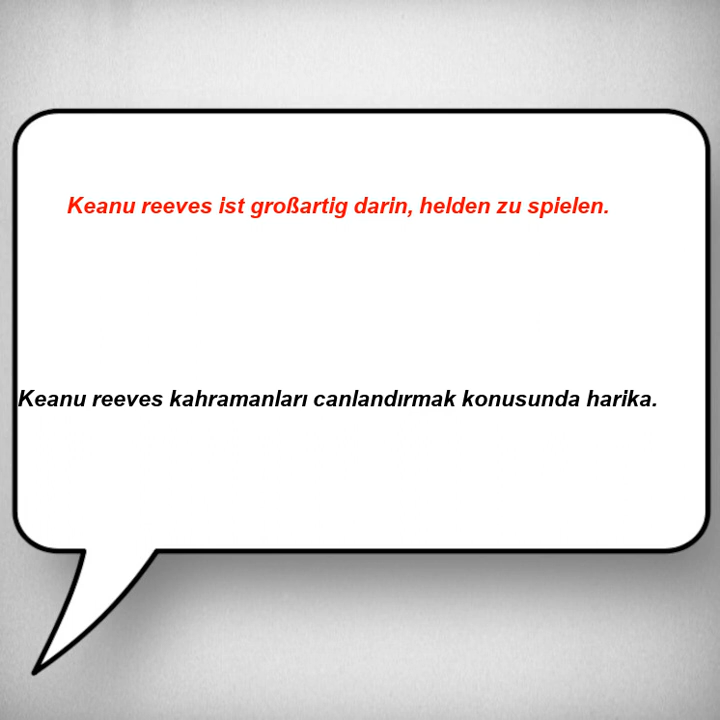 Keanu reeves ist großartig darin, helden zu spielen.
Keanu reeves kahramanları canlandırmak konusunda harika.